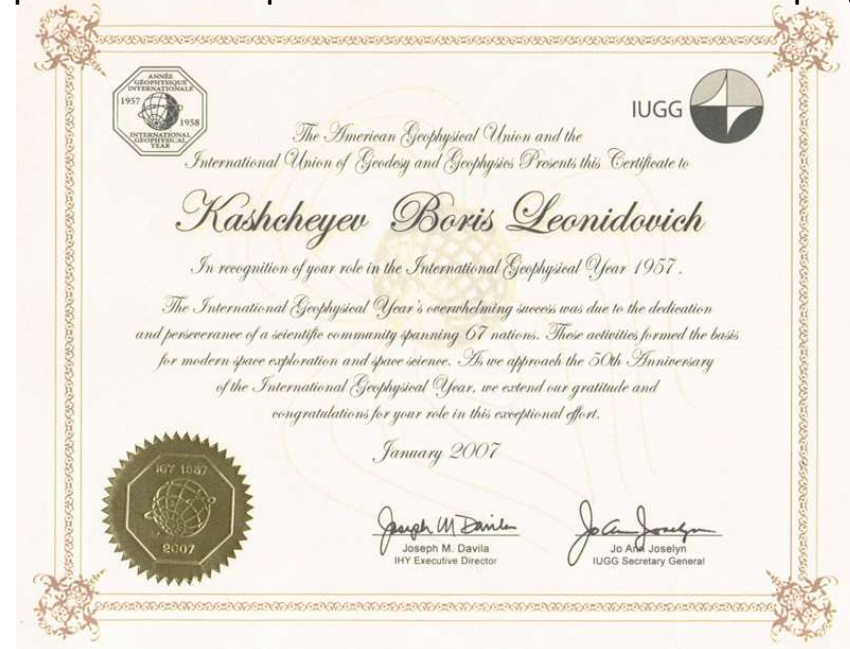 ANNÉE
GÉOPHYSIQUE
INTERNATIONALE
1957
1958
INTERNATIONAL
GEOPHYSICAL
YEAR
IUGG
The American Geophysical Union and the
International Union of Geodesy and Geophysics Presents this Certificate to
Kashcheyev Boris Leonidovich
In recognition of your role in the International Geophysical Year 1957.
The International Geophysical Year's overwhelming success was due to the dedication
and perseverance of a scientific community spanning 67 nations. These activities formed the basis
for modern space exploration and space science. As we approach the 50th Anniversary
of the International Geophysical Year, we extend our gratitude and
congratulations for your role in this exceptional effort.
January 2007
IGY 1957
2007
Joseph M Davila
Jo Ann Joselyn
Joseph M. Davila
Jo Ann Joselyn
IHY Executive Director
IUGG Secretary General